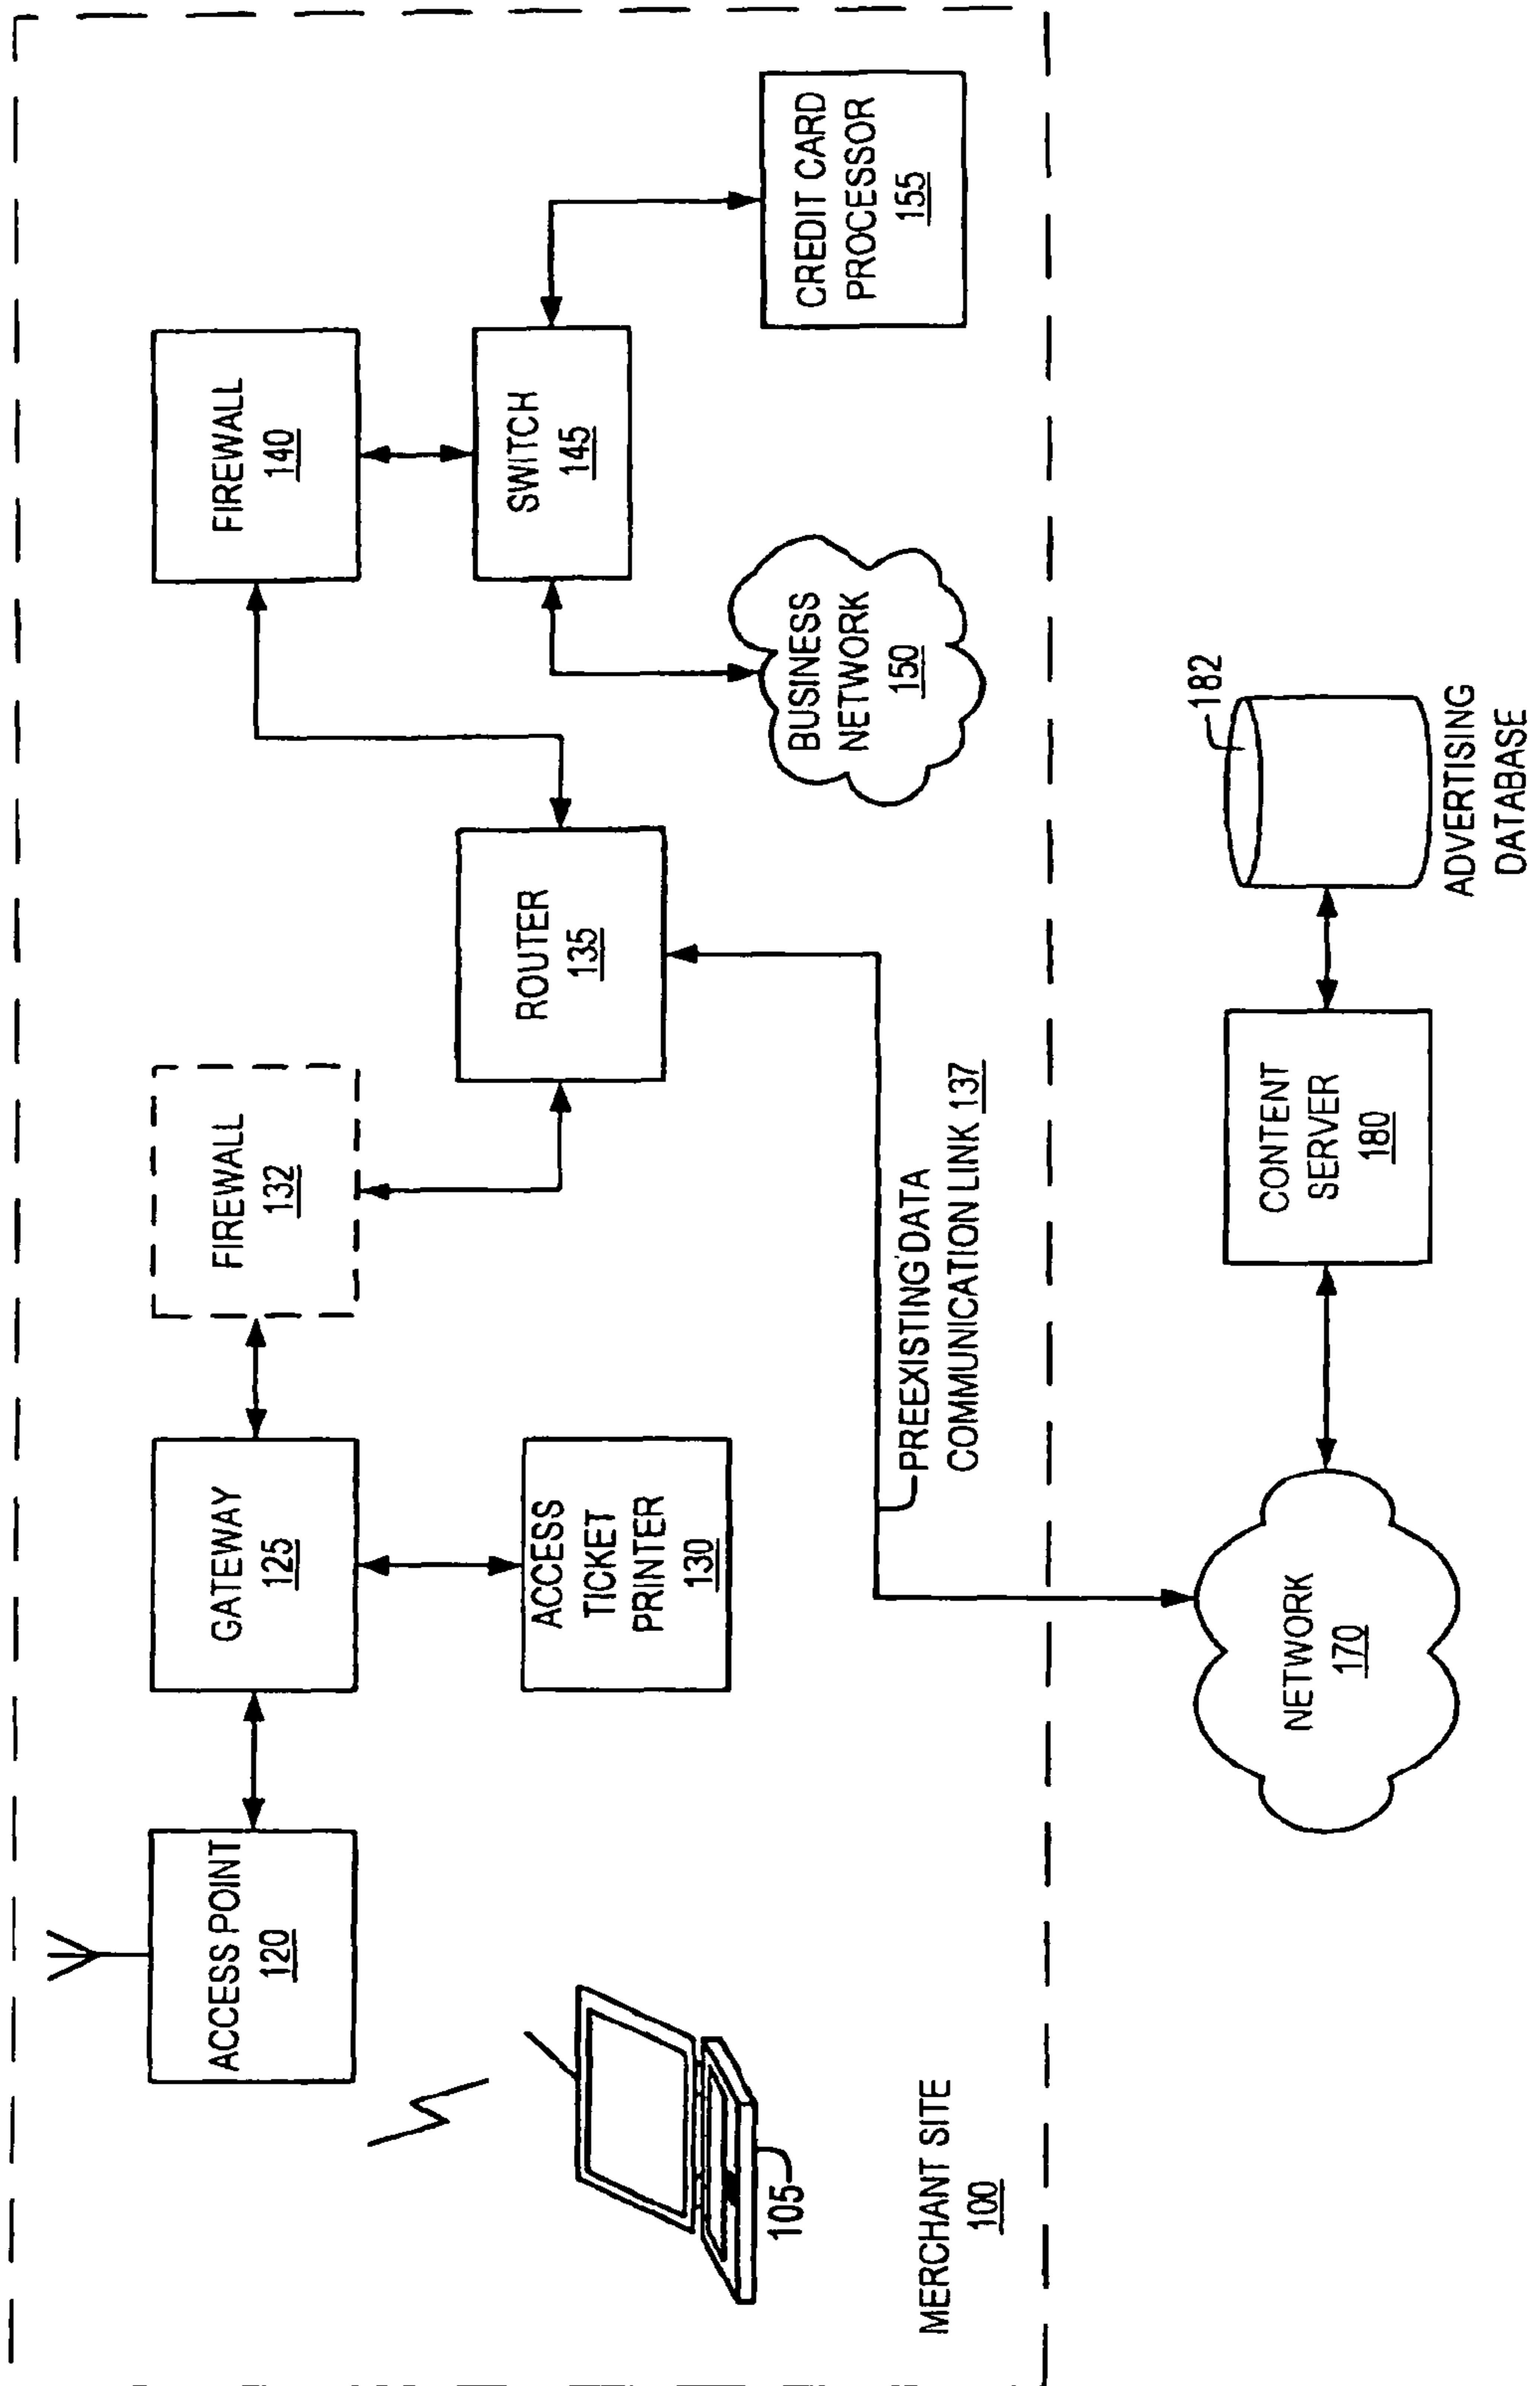 ACCESS POINT
120
GATEWAY
125
FIREWALL
132
FIREWALL
140
ACCESS
TICKET
PRINTER
130
ROUTER
135
SWITCH
145
105
PREEXISTING DATA
COMMUNICATION LINK 137
BUSINESS
NETWORK
150
CREDIT CARD
PROCESSOR
155
MERCHANT SITE
100
NETWORK
170
CONTENT
SERVER
180
182
ADVERTISING
DATABASE